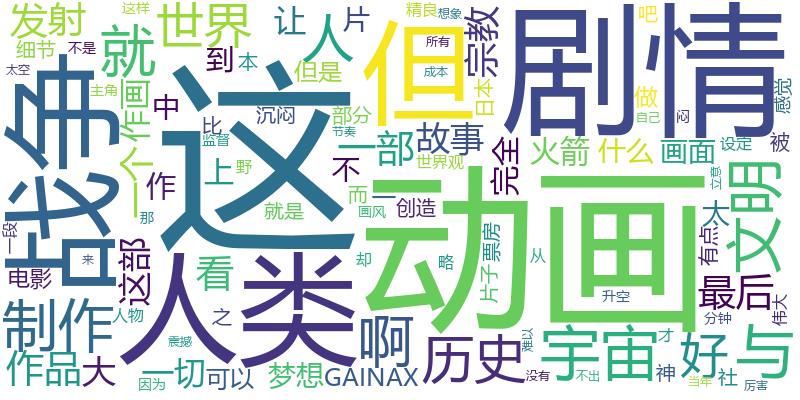 发射
世界
让
人
片
宗教
但
剧情
精良
想象
所有
成本
吧
自己
做
日本
感觉
这样
细节
不是
太空
主角
就
到
本
但是
中
沉闷
比
监督
部分
节奏
战争
这
一个
作画
一部
故事
不
世界观
完全
火箭
什么
画面
闷
设定
被
立意
文明
上
作
野
而
一
创造
画风
就是
那
动画
票房
片子
从
升空
大
有点
一段
电影
来
这部
人物
看
之
却
略
最后
伟大
制作
震撼
人类
啊
历史
宇宙
难以
才
分钟
好
与
作品
大
因为
一切
可以
梦想
GAINAX
没有
不出
神
社
当年
厉害